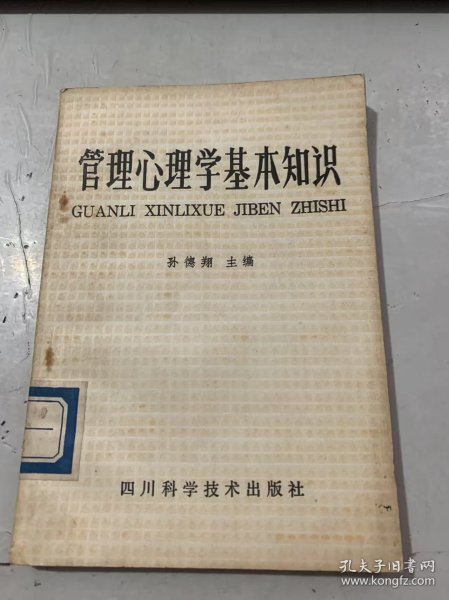 管理心理学基本知识
GUANLI XINLIXUE JIBEN ZHISHI
孙德翔 主编
四川科学技术出版社
孔夫子旧书网
www.kongfz.com